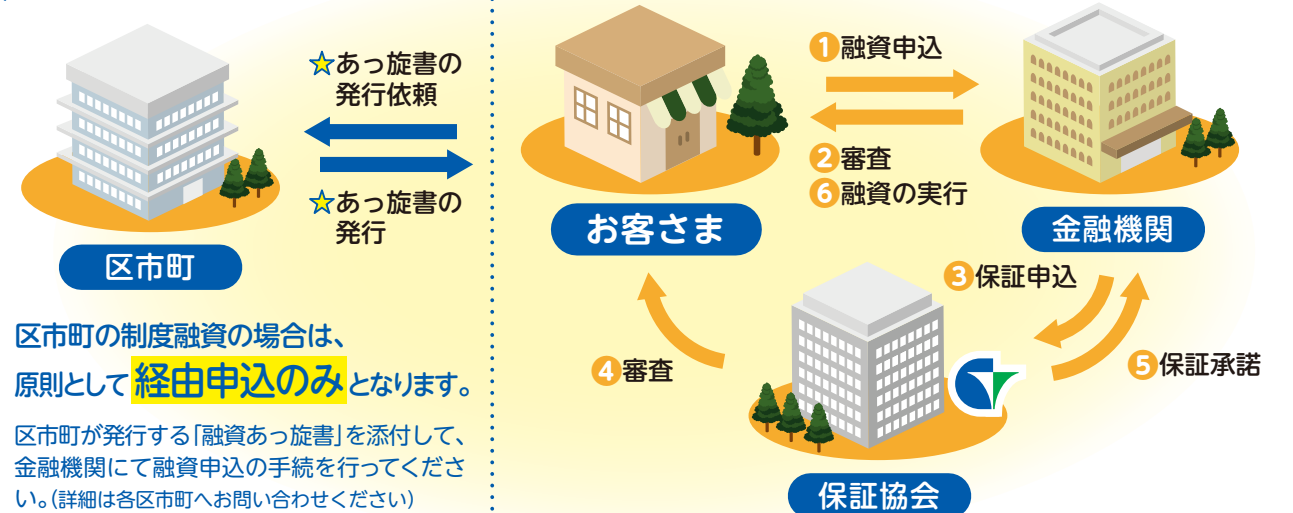 ☆あっ旋書の
発行依頼
☆あっ旋書の
発行
区市町
区市町の制度融資の場合は、
原則として経由申込のみとなります。
区市町が発行する「融資あっ旋書」を添付して、
金融機関にて融資申込の手続を行ってくださ
い。(詳細は各区市町へお問い合わせください)
❶融資申込
❷審査
❻融資の実行
お客さま
金融機関
❸保証申込
❹審査
❺保証承諾
保証協会